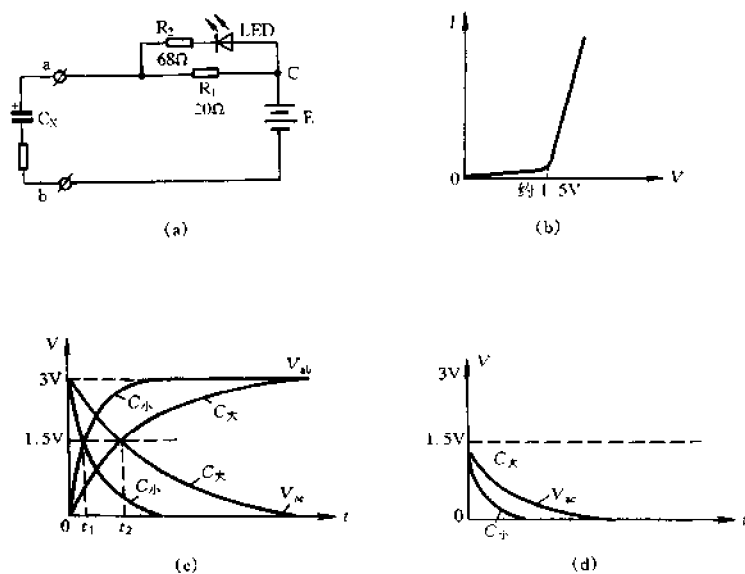 R₂
LED
68Ω
a
C
R₁
20Ω
Cx
E
b
(a)
I
0
约1.5V
V
(b)
V
3V
Vab
C小
C大
1.5V
C大
C小
Vac
0
t₁
t₂
t
(c)
V
3V
1.5V
C大
Vac
C小
0
t
(d)